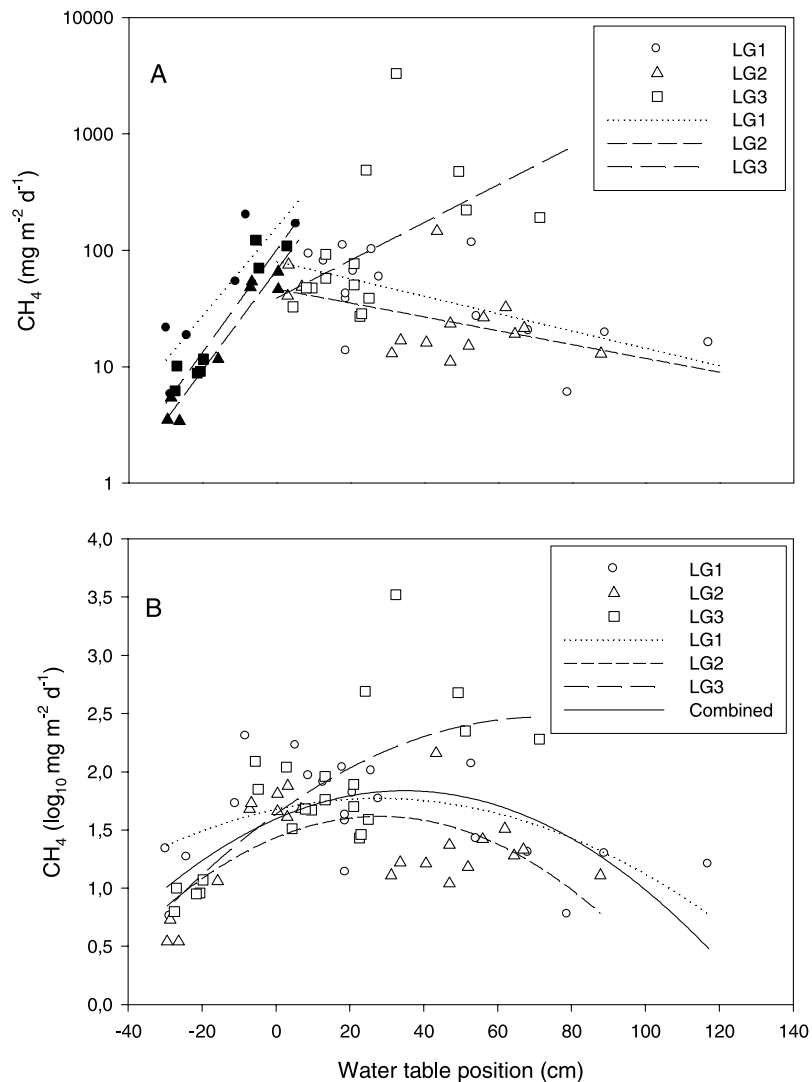 10000
1000
100
10
1
CH4 (mg m-2 d-1)
A
LG1
LG2
LG3
LG1
LG2
LG3
4,0
3,5
3,0
2,5
2,0
1,5
1,0
0,5
0,0
CH4 (log10 mg m-2 d-1)
B
LG1
LG2
LG3
LG1
LG2
LG3
Combined
-40 -20 0 20 40 60 80 100 120 140
Water table position (cm)